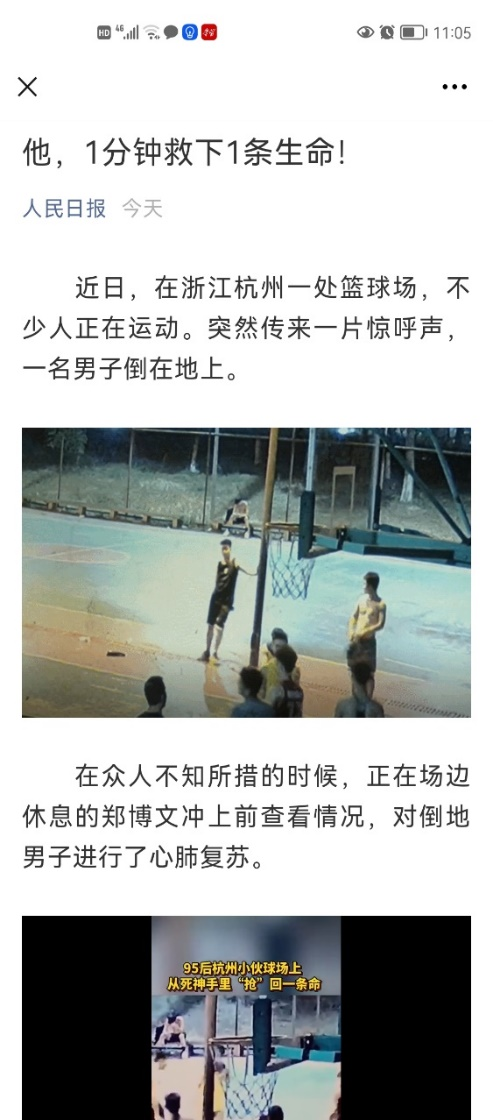 HD 4G 11:05
他，1分钟救下1条生命！
人民日报 今天
近日，在浙江杭州一处篮球场，不
少人正在运动。突然传来一片惊呼声，
一名男子倒在地上。
在众人不知所措的时候，正在场边
休息的郑博文冲上前查看情况，对倒地
男子进行了心肺复苏。
95后杭州小伙球场上
从死神手里“抢”回一条命